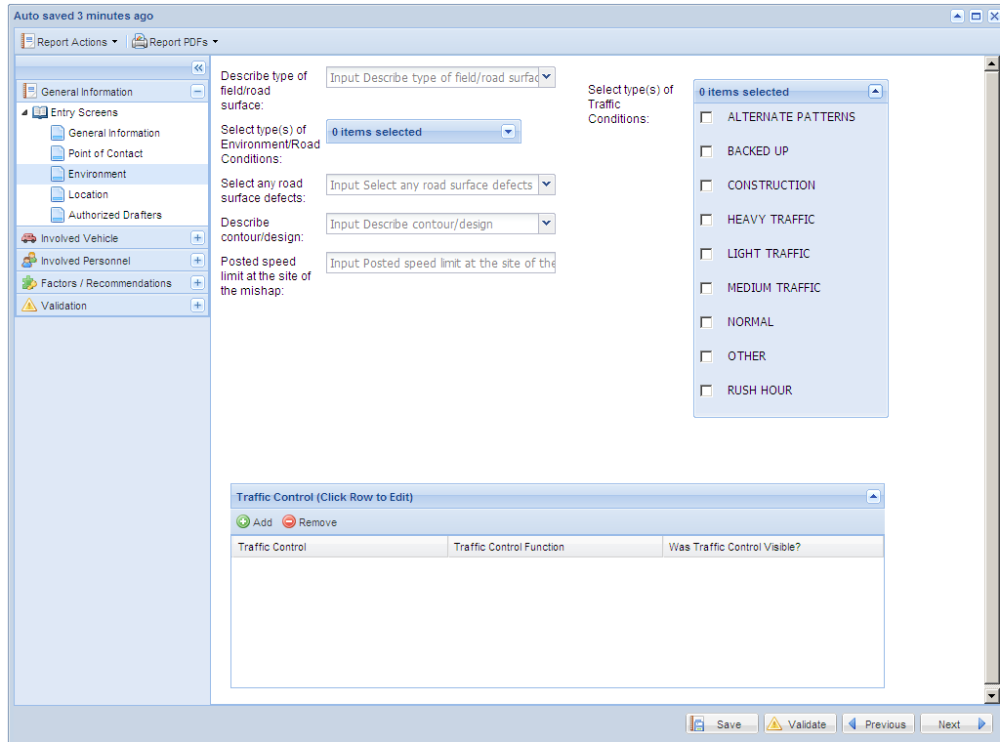 Auto saved 3 minutes ago
Report Actions
Report PDFs
General Information
Entry Screens
General Information
Point of Contact
Environment
Location
Authorized Drafters
Involved Vehicle
Involved Personnel
Factors / Recommendations
Validation
Describe type of
field/road
surface:
Input Describe type of field/road surfac
Select type(s) of
Environment/Road
Conditions:
0 items selected
Select any road
surface defects:
Input Select any road surface defects
Describe
contour/design:
Input Describe contour/design
Posted speed
limit at the site of
the mishap:
Input Posted speed limit at the site of the
Select type(s) of
Traffic
Conditions:
0 items selected
ALTERNATE PATTERNS
BACKED UP
CONSTRUCTION
HEAVY TRAFFIC
LIGHT TRAFFIC
MEDIUM TRAFFIC
NORMAL
OTHER
RUSH HOUR
Traffic Control (Click Row to Edit)
Add Remove
Traffic Control Traffic Control Function Was Traffic Control Visible?
Save Validate Previous Next